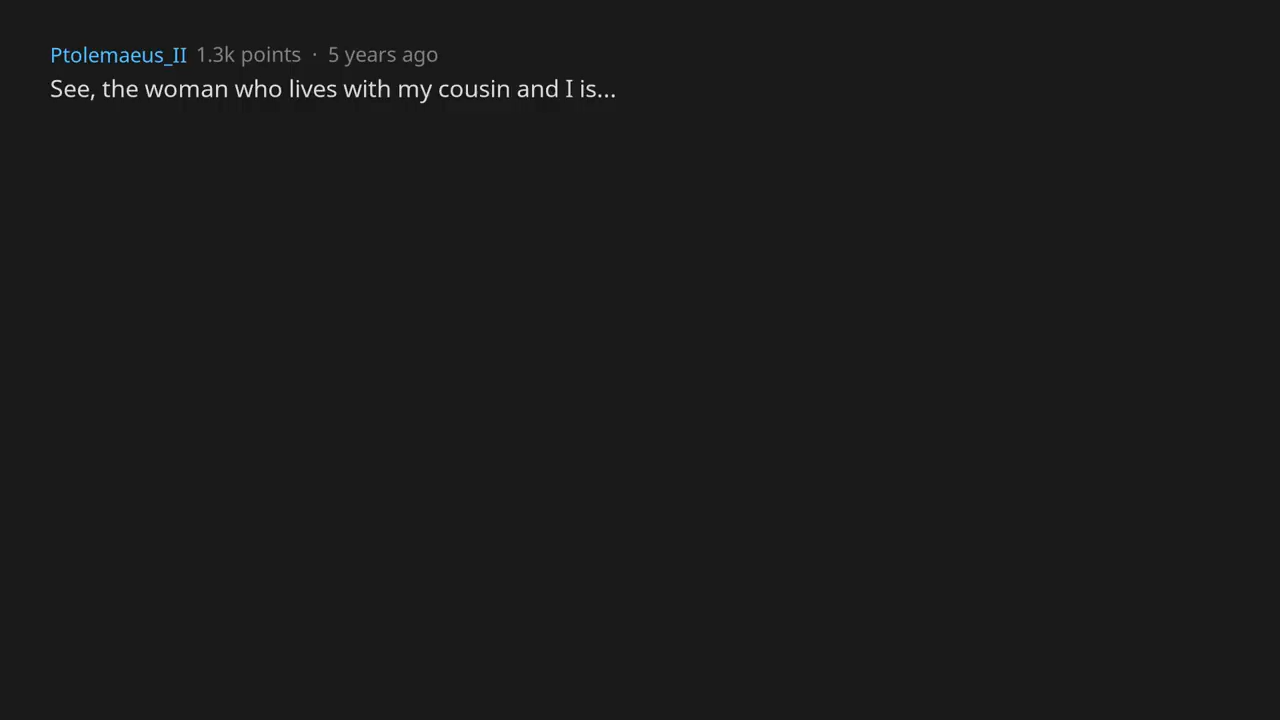 Ptolemaeus_II 1.3k points · 5 years ago
See, the woman who lives with my cousin and I is...